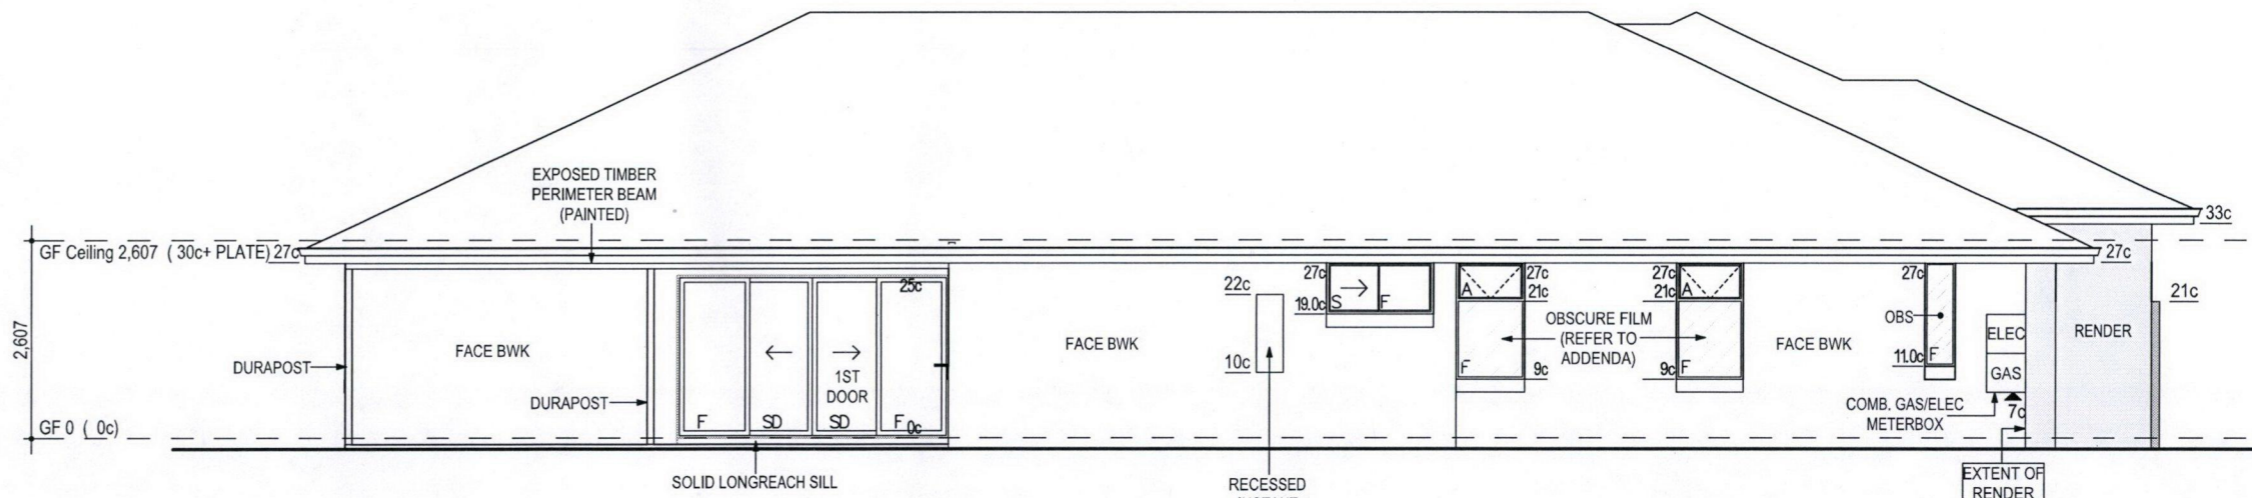 EXPOSED TIMBER
PERIMETER BEAM
(PAINTED)
33c
GF Ceiling 2,607 ( 30c+ PLATE) 27c
27c
2,607
25c
22c
10c
27c
19.0c
S
F
27c
21c
A
F
9c
OBSCURE FILM
(REFER TO
ADDENDA)
27c
21c
A
F
9c
27c
OBS
11.0c
F
21c
ELEC
GAS
RENDER
DURAPOST
FACE BWK
DURAPOST
1ST
DOOR
F
SD
SD
F
0c
FACE BWK
FACE BWK
COMB. GAS/ELEC
METERBOX
7c
GF 0 ( 0c)
SOLID LONGREACH SILL
RECESSED
EXTENT OF
RENDER